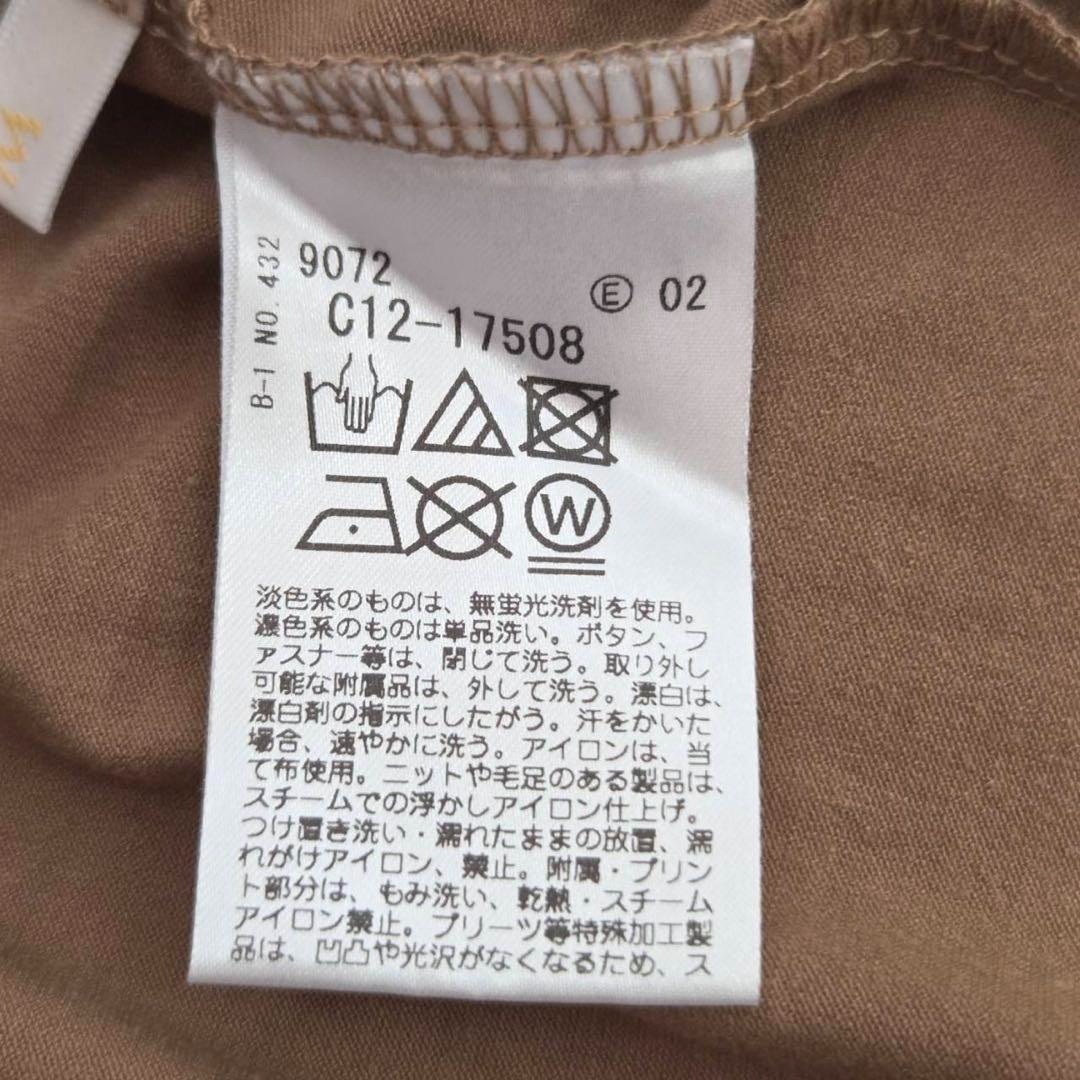 M
B-1 NO. 432
9072
Ⓔ 02
C12-17508
W
淡色系のものは、無蛍光洗剤を使用。
濃色系のものは単品洗い。ボタン、フ
ァスナー等は、閉じて洗う。取り外し
可能な附属品は、外して洗う。漂白は、
漂白剤の指示にしたがう。汗をかいた
場合、速やかに洗う。アイロンは、当
て布使用。ニットや毛足のある製品は、
スチームでの浮かしアイロン仕上げ。
つけ置き洗い・濡れたままの放置、濡
れがけアイロン、禁止。附属・プリン
ト部分は、もみ洗い、乾熱・スチーム
アイロン禁止。プリーツ等特殊加工製
品は、凹凸や光沢がなくなるため、ス